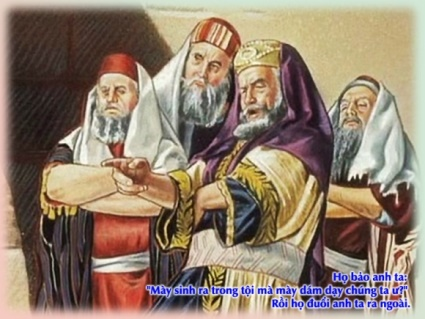 Họ bảo anh ta:
"Mày sinh ra trong tội mà mày dám dạy chúng ta ư?"
Rồi họ đuổi anh ta ra ngoài.